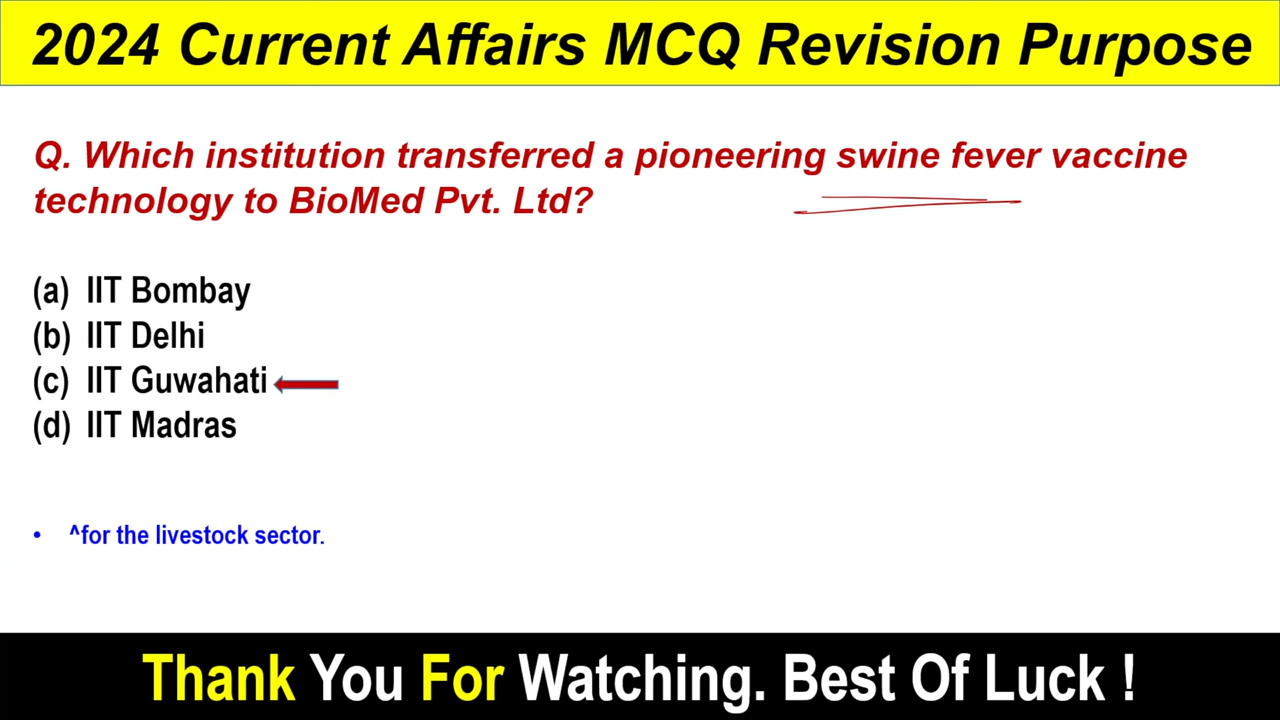 2024 Current Affairs MCQ Revision Purpose
Q. Which institution transferred a pioneering swine fever vaccine
technology to BioMed Pvt. Ltd?
(a) IIT Bombay
(b) IIT Delhi
(c) IIT Guwahati
(d) IIT Madras
• ^for the livestock sector.
Thank You For Watching. Best Of Luck !